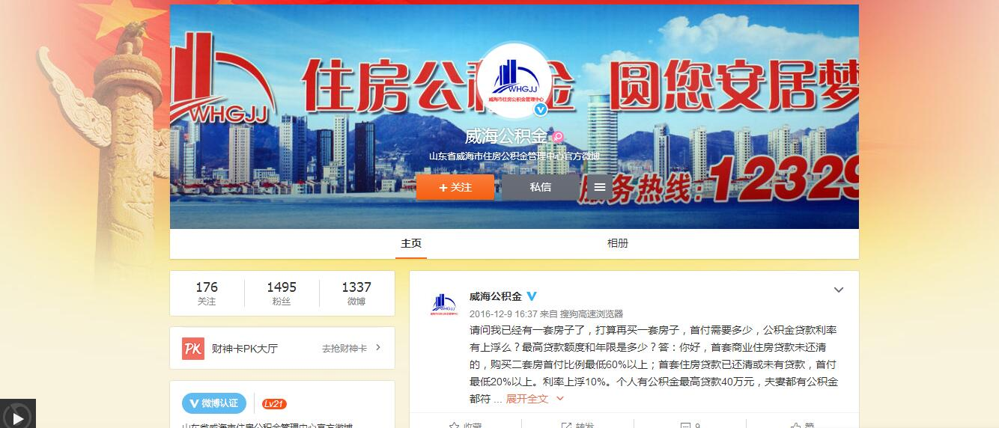 WHGJJ
住房公积金 圆您安居梦
WHGJJ
威海市住房公积金管理中心
威海公积金
山东省威海市住房公积金管理中心官方微博
+ 关注
私信
服务热线:12329
主页
相册
176
关注
1495
粉丝
1337
微博
PK 财神卡PK大厅
去抢财神卡
V 微博认证
Lv21
山东省威海市住房公积金管理中心官方微博
WHGJJ
威海公积金
2016-12-9 16:37 来自 搜狗高速浏览器
请问我已经有一套房子了，打算再买一套房子，首付需要多少，公积金贷款利率
有上浮么？最高贷款额度和年限是多少？答：你好，首套商业住房贷款未还清
的，购买二套房首付比例最低60%以上；首套住房贷款已还清或未有贷款，首付
最低20%以上。利率上浮10%。个人有公积金最高贷款40万元，夫妻都有公积金
都符 ... 展开全文
收藏
转发
9
赞